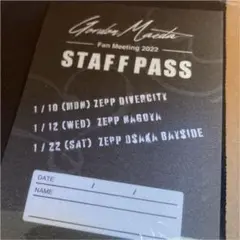 Gordon Maeda
Fan Meeting 2022
STAFF PASS
1/10 (MON) ZEPP DIVERCITY
1/12 (WED) ZEPP NAGOYA
1/22 (SAT) ZEPP OSAKA BAYSIDE
DATE / /
NAME